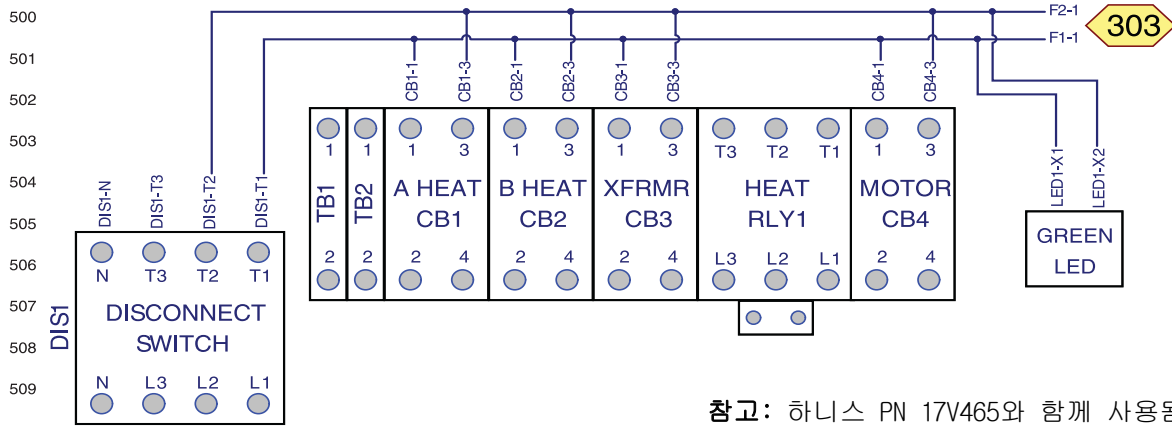 500
501
502
503
504
505
506
507
508
509
F2-1
F1-1
303
CB1-1
CB1-3
CB2-1
CB2-3
CB3-1
CB3-3
CB4-1
CB4-3
DIS1-N
DIS1-T3
DIS1-T2
DIS1-T1
LED1-X1
LED1-X2
1 1 1 3 1 3 1 3 T3 T2 T1 1 3
TB1
TB2
A HEAT
CB1
B HEAT
CB2
XFRMR
CB3
HEAT
RLY1
MOTOR
CB4
2 2 2 4 2 4 2 4 L3 L2 L1 2 4
GREEN
LED
DIS1
N T3 T2 T1
DISCONNECT
SWITCH
N L3 L2 L1
참고: 하니스 PN 17V465와 함께 사용됨